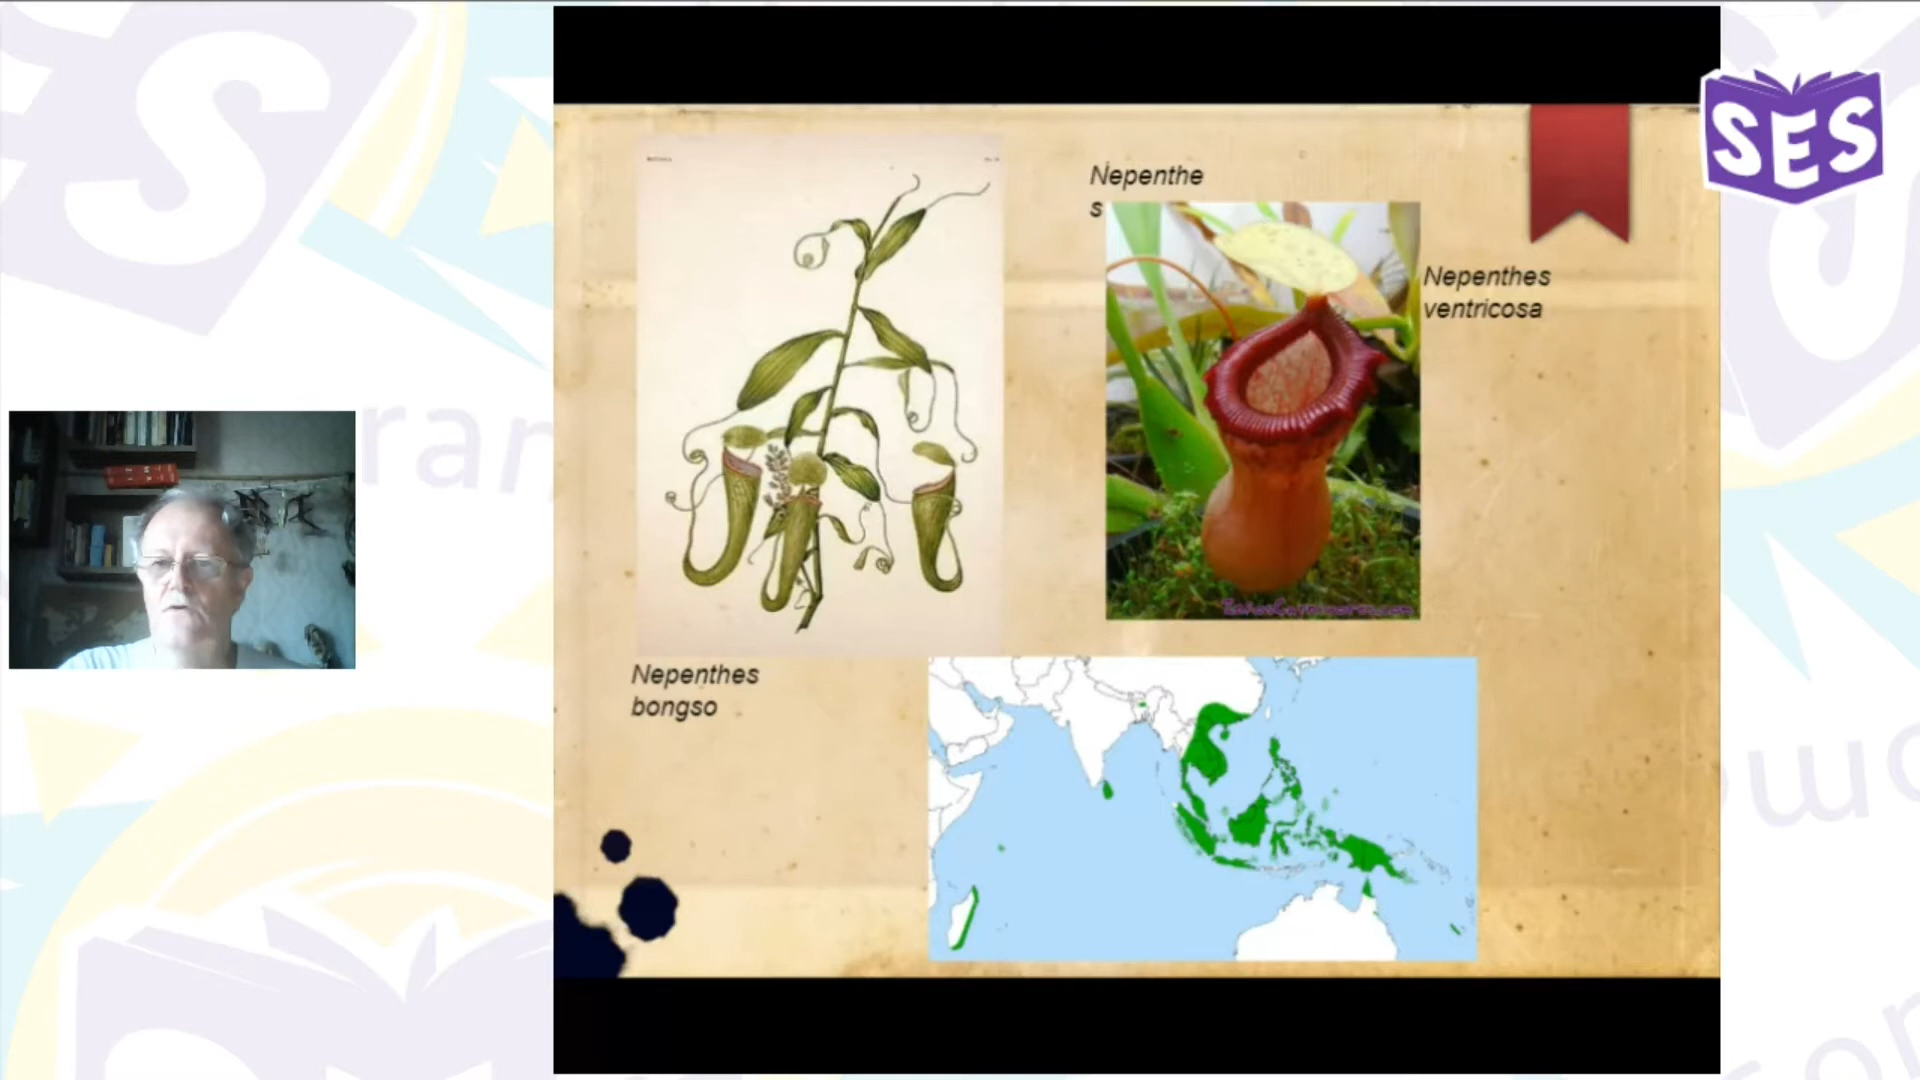 SES
Nepenthe
s
Nepenthes
ventricosa
Nepenthes
bongso